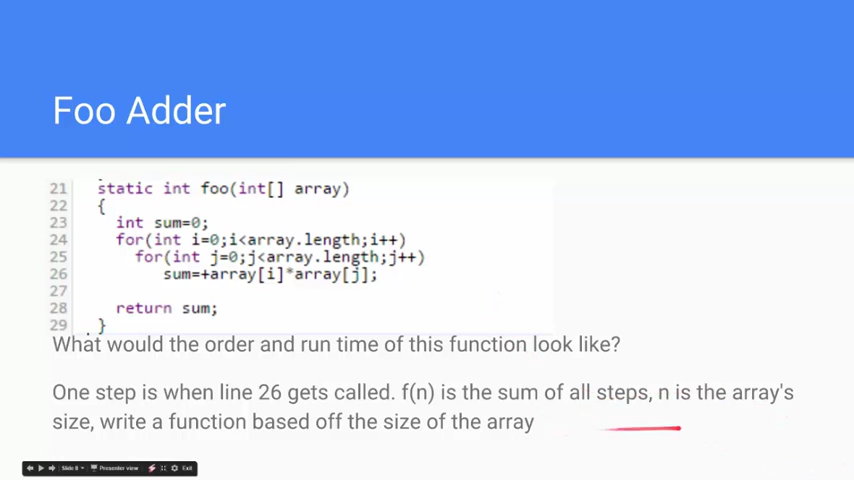 Foo Adder
21 static int foo(int[] array)
22 {
23 int sum=0;
24 for(int i=0;i<array.length;i++)
25 for(int j=0;j<array.length;j++)
26 sum=+array[i]*array[j];
27
28 return sum;
29 }
What would the order and run time of this function look like?
One step is when line 26 gets called. f(n) is the sum of all steps, n is the array's
size, write a function based off the size of the array
Slide 8 Presenter view Exit